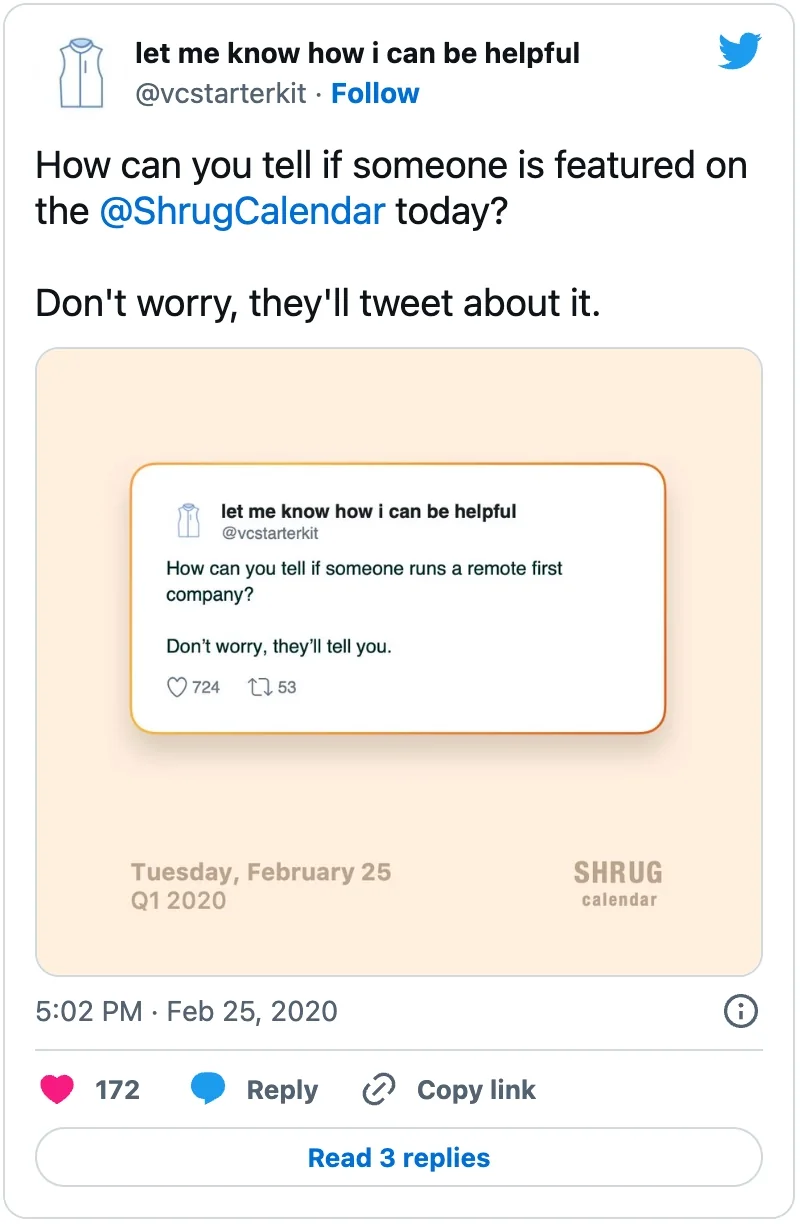 let me know how i can be helpful
@vcstarterkit · Follow
How can you tell if someone is featured on
the @ShrugCalendar today?
Don't worry, they'll tweet about it.
let me know how i can be helpful
@vcstarterkit
How can you tell if someone runs a remote first
company?
Don’t worry, they’ll tell you.
724 53
Tuesday, February 25
Q1 2020
SHRUG
calendar
5:02 PM · Feb 25, 2020
172 Reply Copy link
Read 3 replies